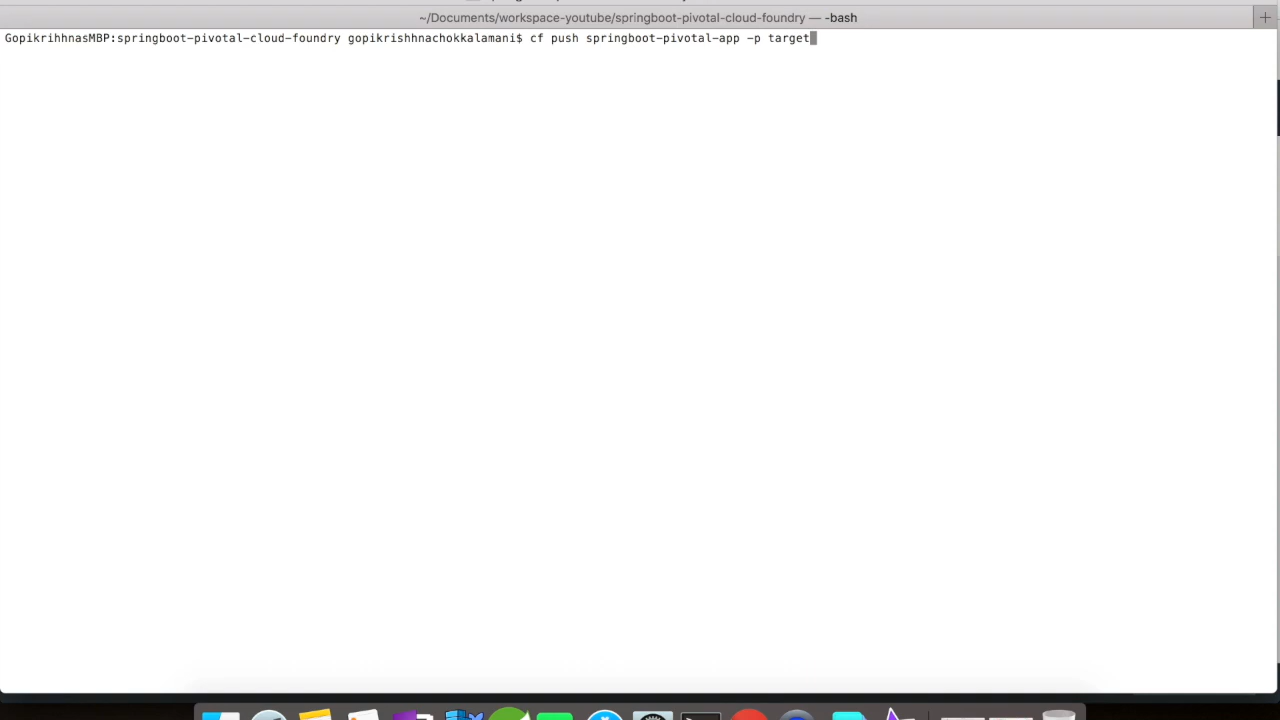 ~/Documents/workspace-youtube/springboot-pivotal-cloud-foundry — -bash
GopikrihhnasMBP:springboot-pivotal-cloud-foundry gopikrishhnachokkalamani$ cf push springboot-pivotal-app -p target